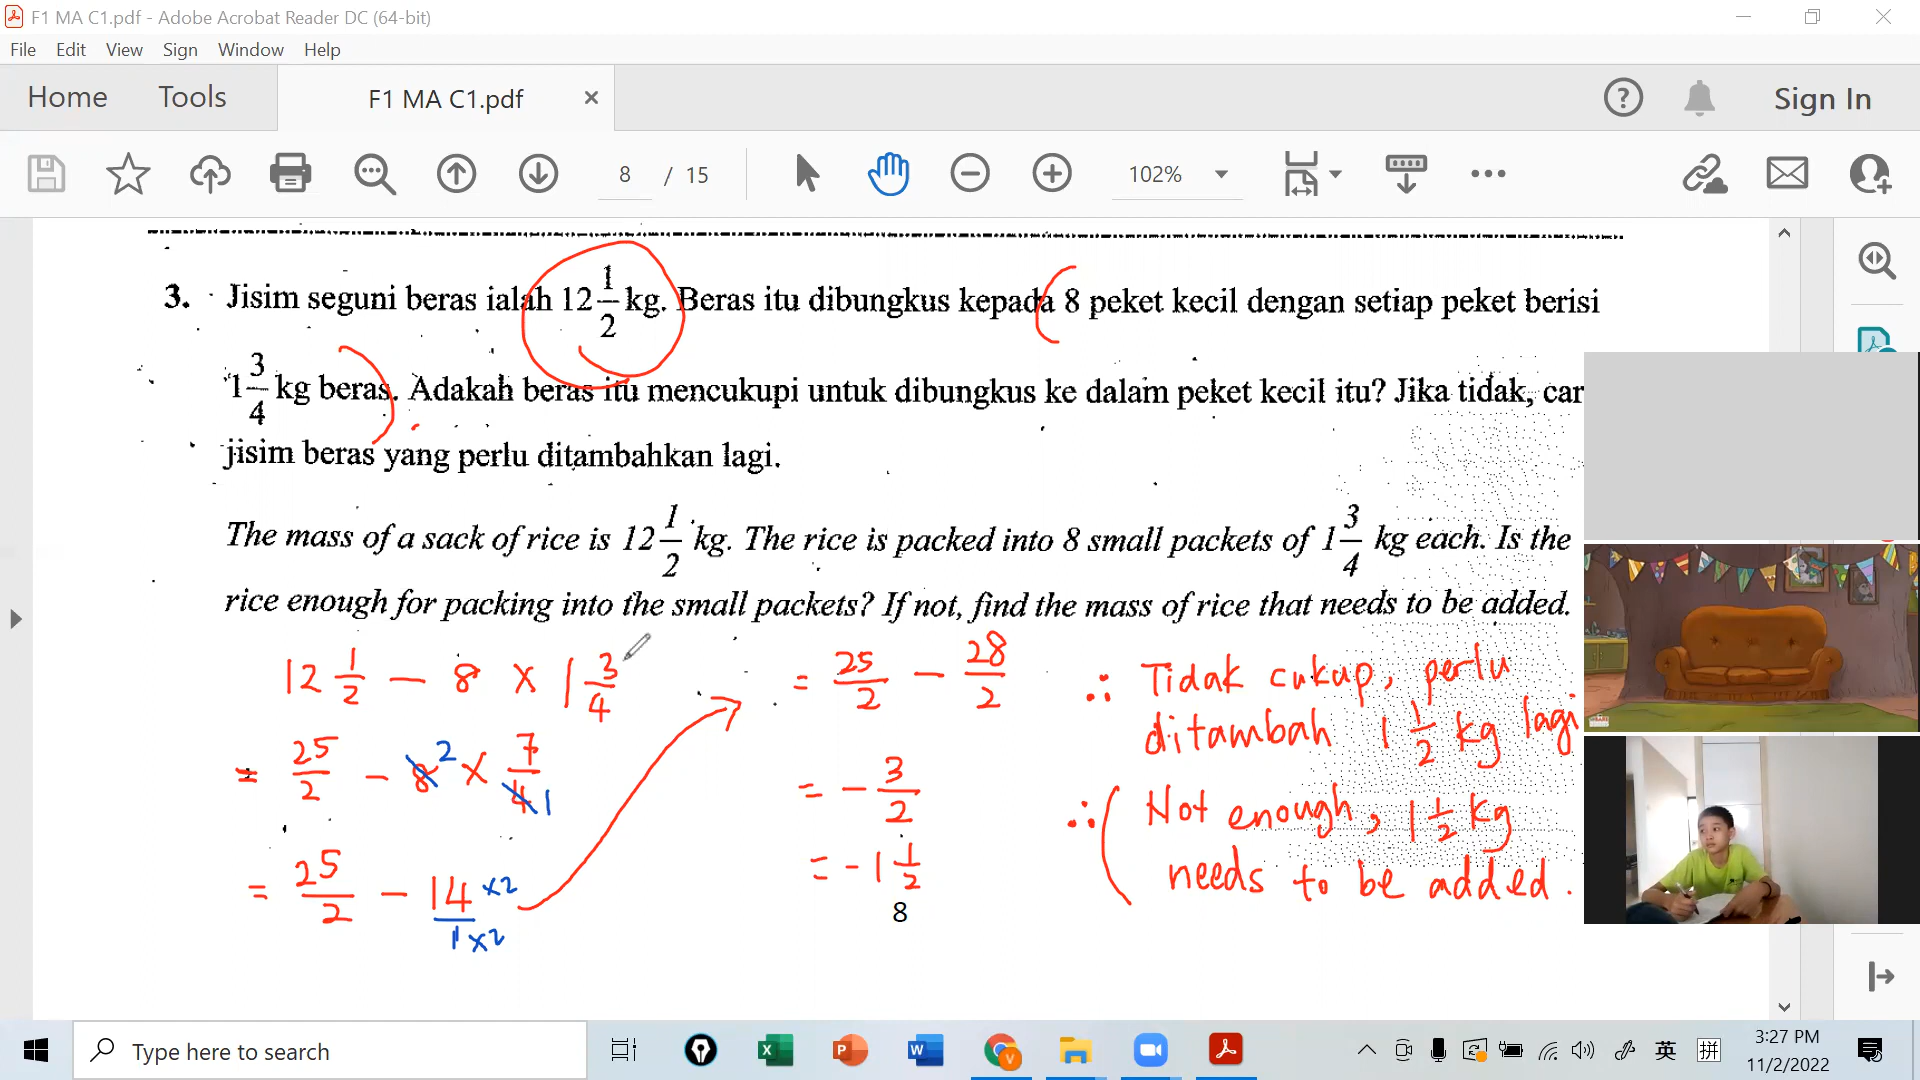 F1 MA C1.pdf - Adobe Acrobat Reader DC (64-bit)
File Edit View Sign Window Help
Home Tools F1 MA C1.pdf Sign In
8 / 15 102%
3. Jisim seguni beras ialah 12 1/2 kg. Beras itu dibungkus kepada 8 peket kecil dengan setiap peket berisi
1 3/4 kg beras. Adakah beras itu mencukupi untuk dibungkus ke dalam peket kecil itu? Jika tidak, car
jisim beras yang perlu ditambahkan lagi.
The mass of a sack of rice is 12 1/2 kg. The rice is packed into 8 small packets of 1 3/4 kg each. Is the
rice enough for packing into the small packets? If not, find the mass of rice that needs to be added.
12 1/2 - 8 × 1 3/4
= 25/2 - 8 2 × 7/4 1
= 25/2 - 14/1 ×2 ×2
= 25/2 - 28/2
= - 3/2
= - 1 1/2
∴ Tidak cukup, perlu
ditambah 1 1/2 kg lagi
∴ ( Not enough, 1 1/2 kg
needs to be added.
8
Type here to search
英 拼
3:27 PM
11/2/2022